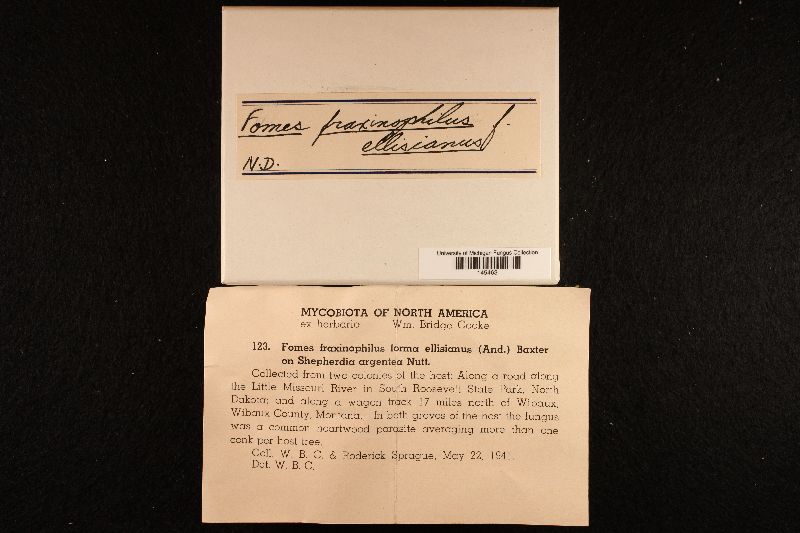 Fomes fraxinophilus f.
ellisianus
N.D.
University of Michigan Fungus Collection
MYCOBIOTA OF NORTH AMERICA
ex herbario Wm. Bridge Cooke
123. Fomes fraxinophilus forma ellisianus (And.) Baxter
on Shepherdia argentea Nutt.
Collected from two colonies of the host: Along a road along
the Little Missouri River in South Roosevelt State Park, North
Dakota; and along a wagon track 17 miles north of Wibaux,
Wibaux County, Montana. In both groves of the host the fungus
was a common heartwood parasite averaging more than one
conk per host tree.
Coll. W. B. C. & Roderick Sprague, May 22,
Det. W. B. C.